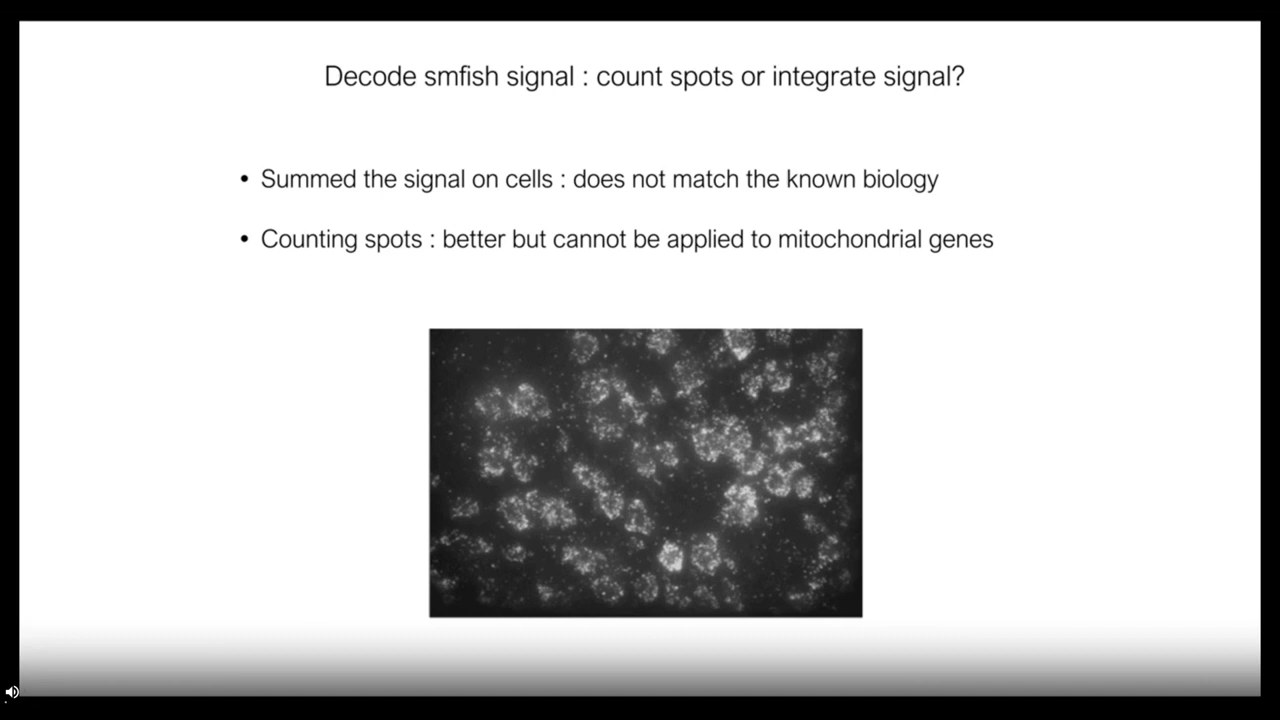 Decode smfish signal : count spots or integrate signal?
• Summed the signal on cells : does not match the known biology
• Counting spots : better but cannot be applied to mitochondrial genes